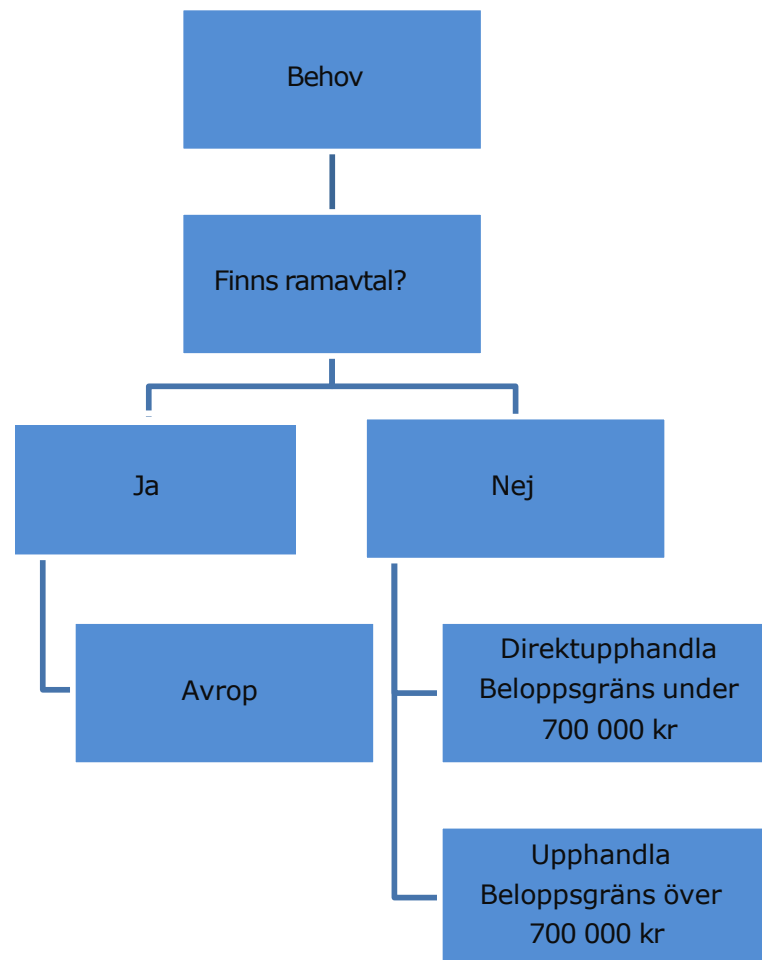 Behov
Finns ramavtal?
Ja
Nej
Avrop
Direktupphandla
Beloppsgräns under
700 000 kr
Upphandla
Beloppsgräns över
700 000 kr